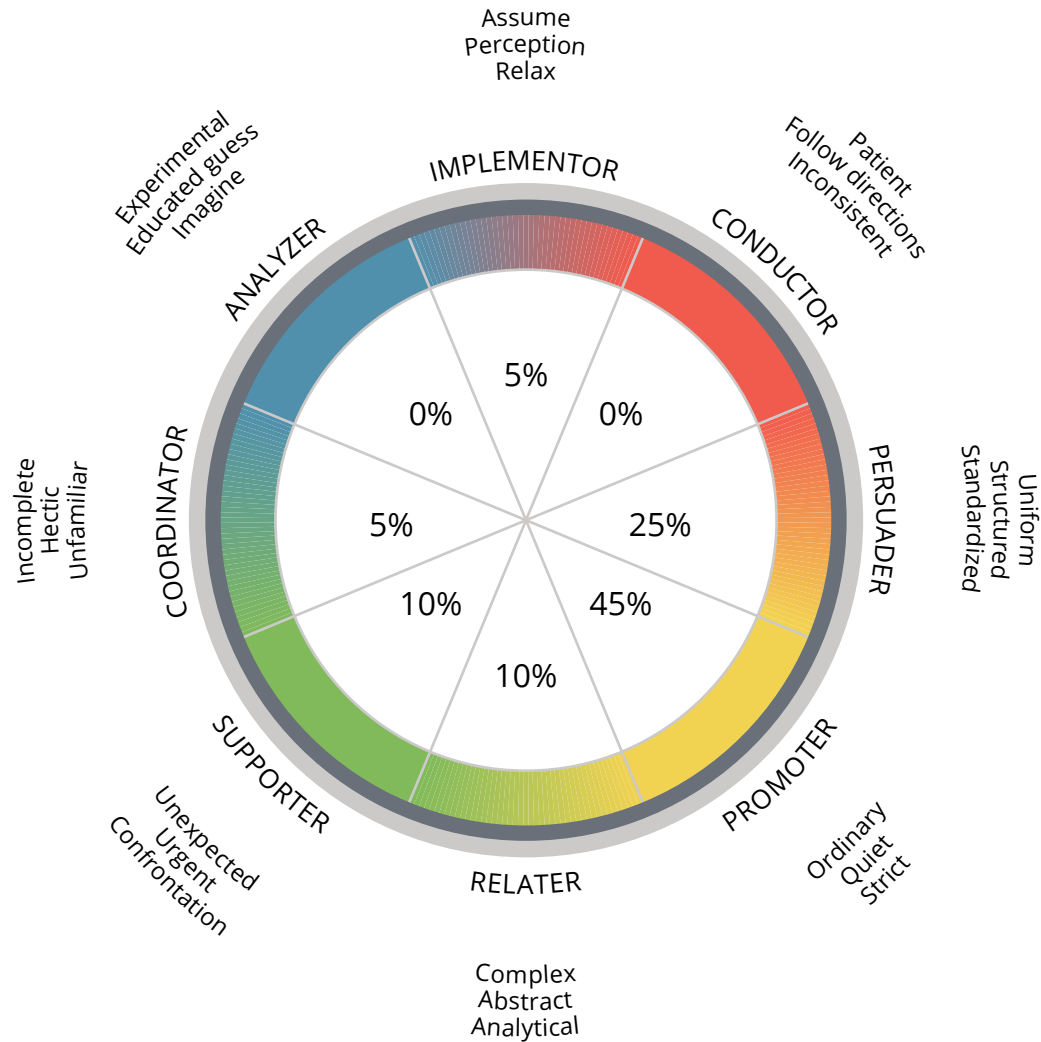 Assume
Perception
Relax
IMPLEMENTOR
5%
Patient
Follow directions
Inconsistent
CONDUCTOR
0%
Uniform
Structured
Standardized
PERSUADER
25%
Ordinary
Quiet
Strict
PROMOTER
45%
RELATER
10%
Complex
Abstract
Analytical
SUPPORTER
10%
Unexpected
Urgent
Confrontation
COORDINATOR
5%
Incomplete
Hectic
Unfamiliar
ANALYZER
0%
Experimental
Educated guess
Imagine